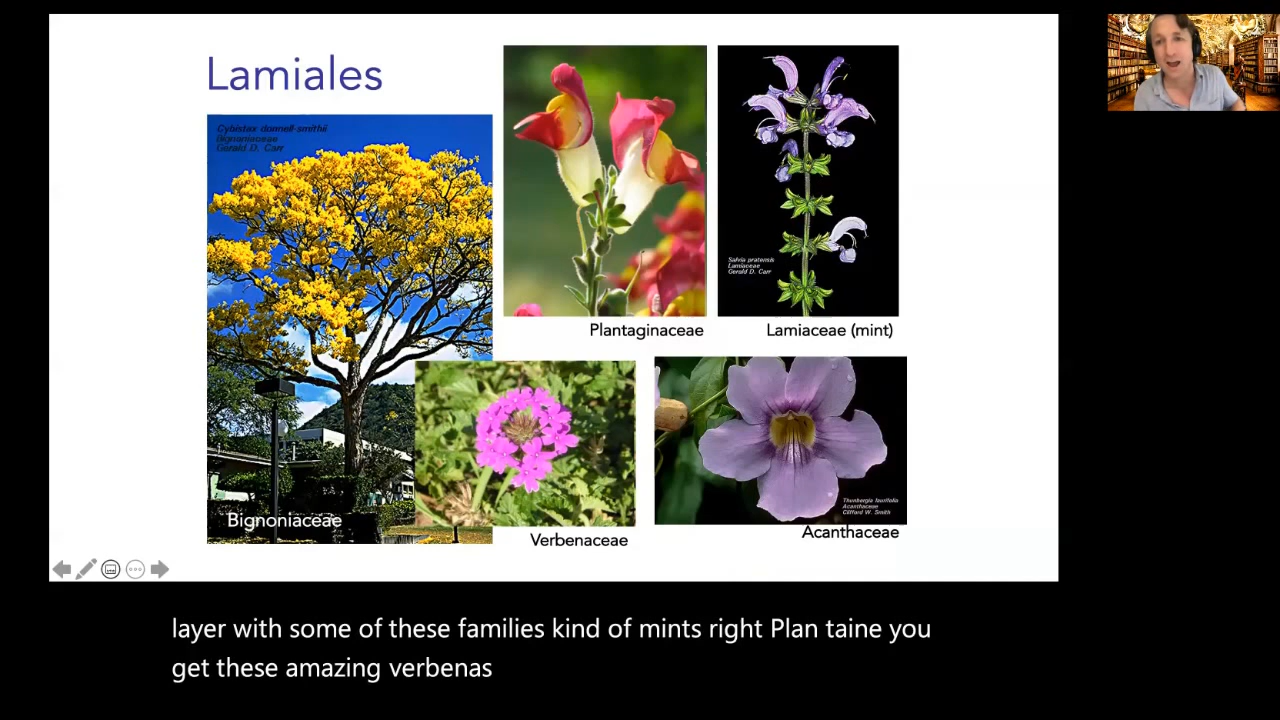 Lamiales
Cybistax donnell-smithii
Bignoniaceae
Gerald D. Carr
Bignoniaceae
Plantaginaceae
Salvia pratensis
Lamiaceae
Gerald D. Carr
Lamiaceae (mint)
Verbenaceae
Thunbergia laurifolia
Acanthaceae
Clifford W. Smith
Acanthaceae
layer with some of these families kind of mints right Plan taine you
get these amazing verbenas